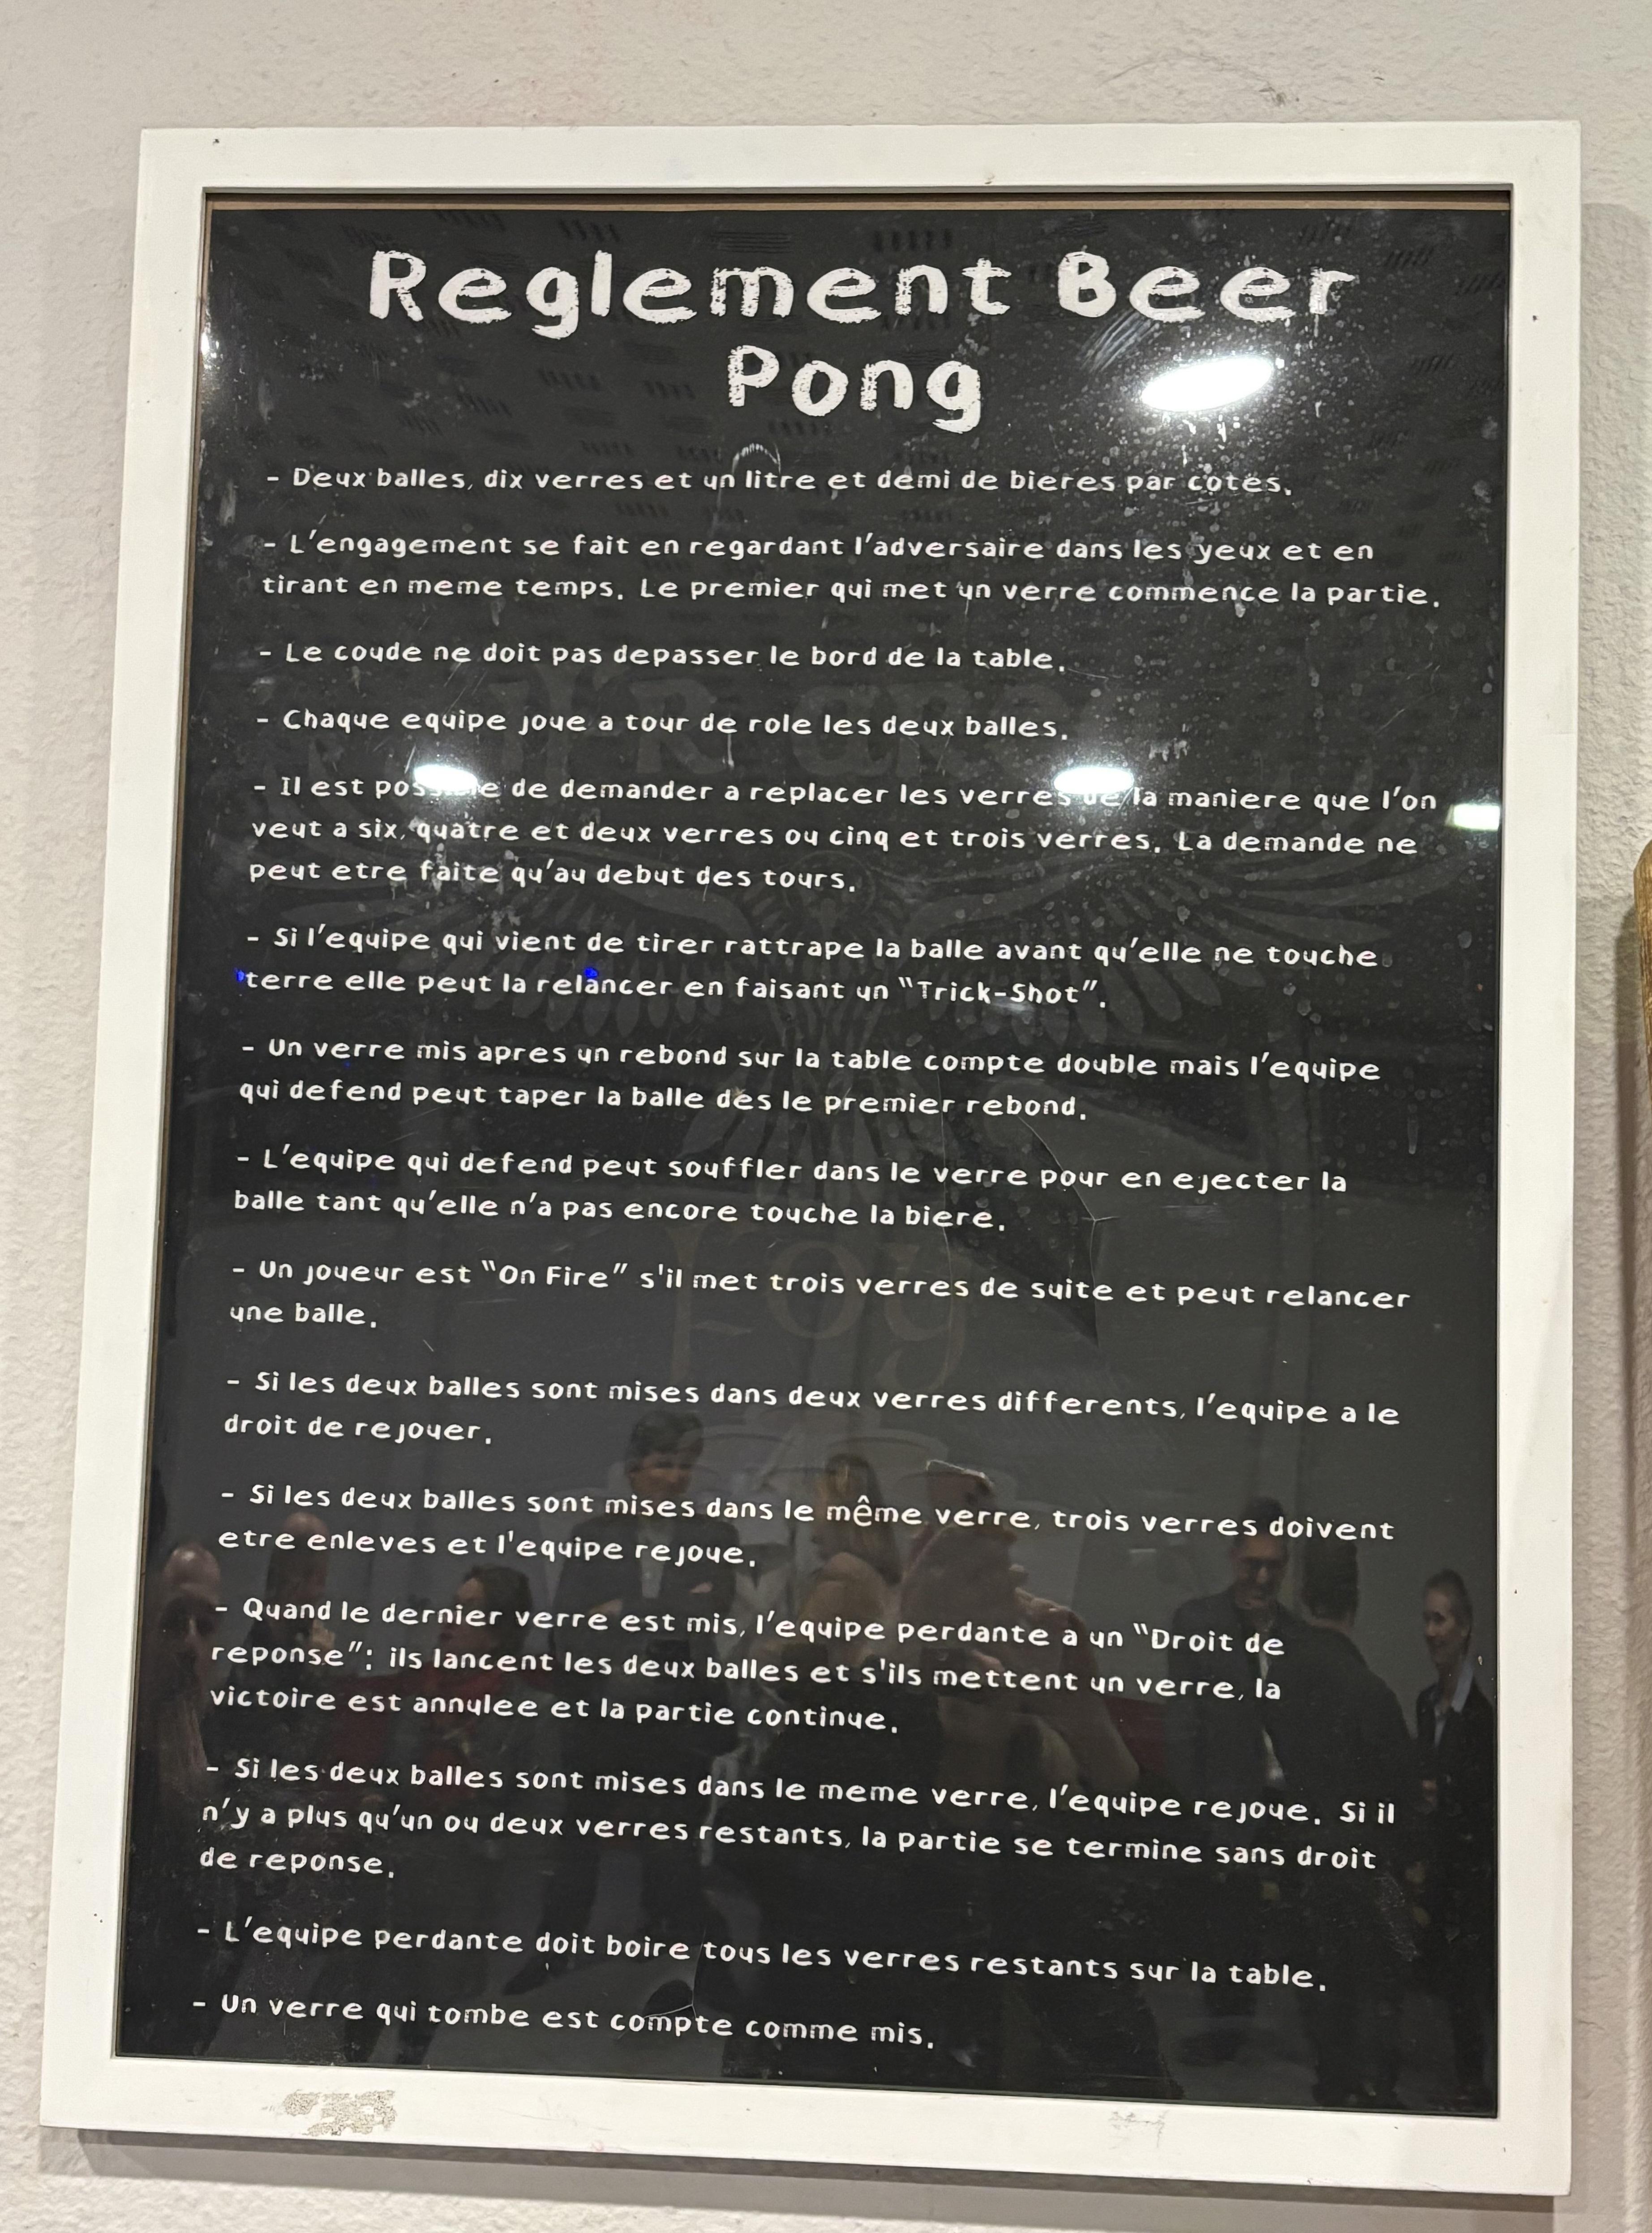 Reglement Beer
Pong
- Deux balles, dix verres et un litre et demi de bieres par cotes.
- L'engagement se fait en regardant l'adversaire dans les yeux et en
tirant en meme temps. Le premier qui met un verre commence la partie.
- Le coude ne doit pas depasser le bord de la table.
- Chaque equipe joue a tour de role les deux balles.
- Il est possible de demander a replacer les verres de la maniere que l'on
veut a six, quatre et deux verres ou cinq et trois verres. La demande ne
peut etre faite qu'au debut des tours.
- Si l'equipe qui vient de tirer rattrape la balle avant qu'elle ne touche
terre elle peut la relancer en faisant un "Trick-Shot".
- Un verre mis apres un rebond sur la table compte double mais l'equipe
qui defend peut taper la balle des le premier rebond.
- L'equipe qui defend peut souffler dans le verre pour en ejecter la
balle tant qu'elle n'a pas encore touche la biere.
- Un joueur est "On Fire" s'il met trois verres de suite et peut relancer
une balle.
- Si les deux balles sont mises dans deux verres differents, l'equipe a le
droit de rejouer.
- Si les deux balles sont mises dans le même verre, trois verres doivent
etre enleves et l'equipe rejoue.
- Quand le dernier verre est mis, l'equipe perdante a un "Droit de
reponse": ils lancent les deux balles et s'ils mettent un verre, la
victoire est annulee et la partie continue.
- Si les deux balles sont mises dans le meme verre, l'equipe rejoue. Si il
n'y a plus qu'un ou deux verres restants, la partie se termine sans droit
de reponse.
- L'equipe perdante doit boire tous les verres restants sur la table.
- Un verre qui tombe est compte comme mis.